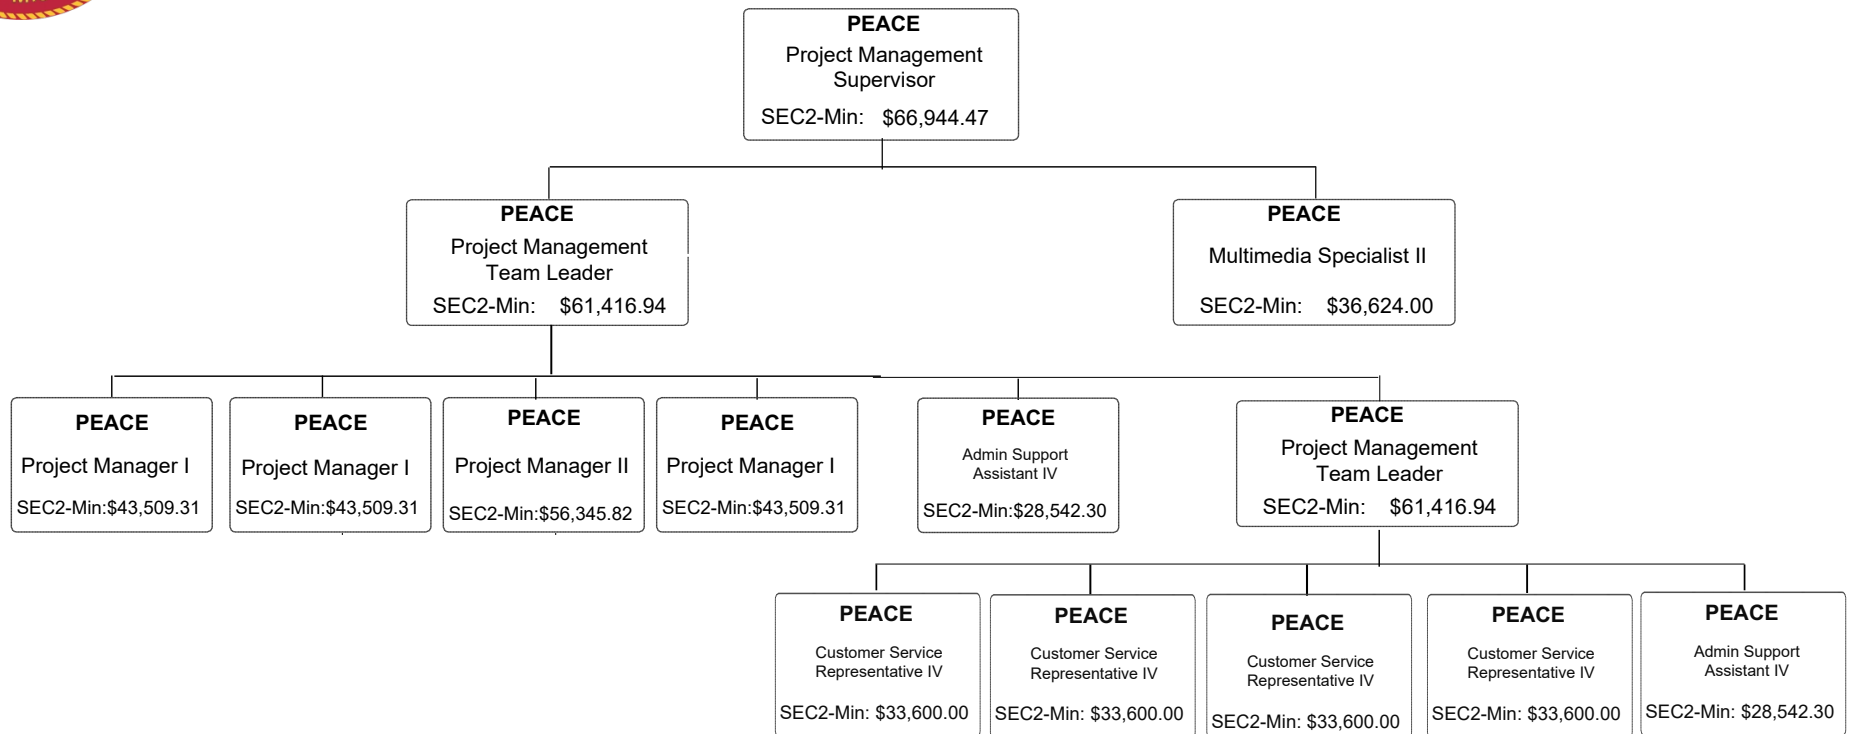 PEACE
Project Management
Supervisor
SEC2-Min: $66,944.47
PEACE
Project Management
Team Leader
SEC2-Min: $61,416.94
PEACE
Multimedia Specialist II
SEC2-Min: $36,624.00
PEACE
Project Manager I
SEC2-Min:$43,509.31
PEACE
Project Manager I
SEC2-Min:$43,509.31
PEACE
Project Manager II
SEC2-Min:$56,345.82
PEACE
Project Manager I
SEC2-Min:$43,509.31
PEACE
Admin Support
Assistant IV
SEC2-Min:$28,542.30
PEACE
Project Management
Team Leader
SEC2-Min: $61,416.94
PEACE
Customer Service
Representative IV
SEC2-Min: $33,600.00
PEACE
Customer Service
Representative IV
SEC2-Min: $33,600.00
PEACE
Customer Service
Representative IV
SEC2-Min: $33,600.00
PEACE
Customer Service
Representative IV
SEC2-Min: $33,600.00
PEACE
Admin Support
Assistant IV
SEC2-Min: $28,542.30